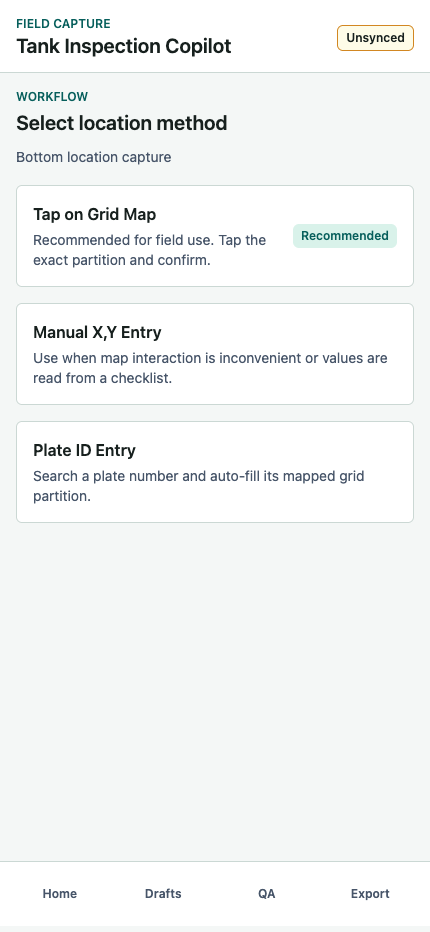 FIELD CAPTURE
Tank Inspection Copilot
Unsynced
WORKFLOW
Select location method
Bottom location capture
Tap on Grid Map
Recommended for field use. Tap the
exact partition and confirm.
Recommended
Manual X,Y Entry
Use when map interaction is inconvenient or values are
read from a checklist.
Plate ID Entry
Search a plate number and auto-fill its mapped grid
partition.
Home
Drafts
QA
Export